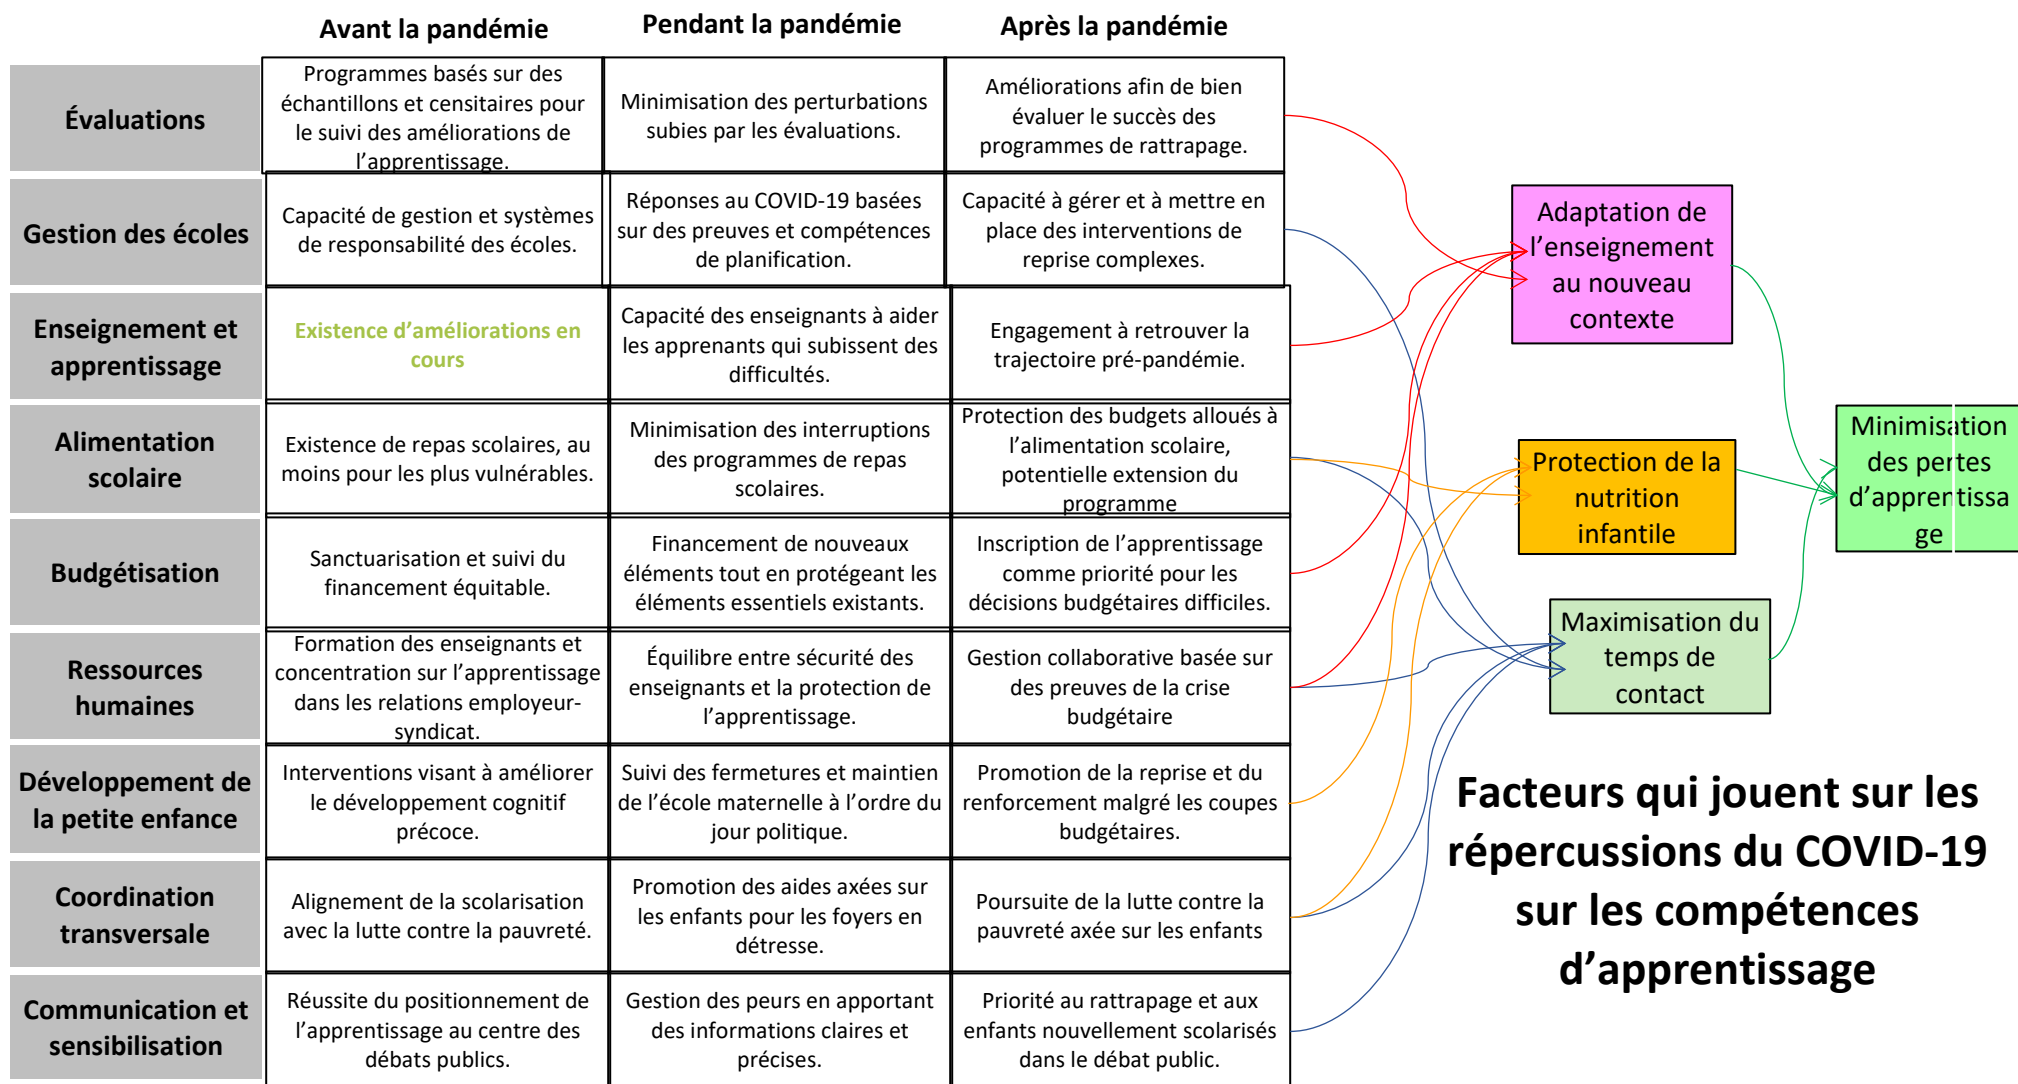 Avant la pandémie
Pendant la pandémie
Après la pandémie
Évaluations
Programmes basés sur des
échantillons et censitaires pour
le suivi des améliorations de
l’apprentissage.
Minimisation des perturbations
subies par les évaluations.
Améliorations afin de bien
évaluer le succès des
programmes de rattrapage.
Gestion des écoles
Capacité de gestion et systèmes
de responsabilité des écoles.
Réponses au COVID-19 basées
sur des preuves et compétences
de planification.
Capacité à gérer et à mettre en
place des interventions de
reprise complexes.
Enseignement et
apprentissage
Existence d’améliorations en
cours
Capacité des enseignants à aider
les apprenants qui subissent des
difficultés.
Engagement à retrouver la
trajectoire pré-pandémie.
Alimentation
scolaire
Existence de repas scolaires, au
moins pour les plus vulnérables.
Minimisation des interruptions
des programmes de repas
scolaires.
Protection des budgets alloués à
l’alimentation scolaire,
potentielle extension du
programme
Budgétisation
Sanctuarisation et suivi du
financement équitable.
Financement de nouveaux
éléments tout en protégeant les
éléments essentiels existants.
Inscription de l’apprentissage
comme priorité pour les
décisions budgétaires difficiles.
Ressources
humaines
Formation des enseignants et
concentration sur l’apprentissage
dans les relations employeur-
syndicat.
Équilibre entre sécurité des
enseignants et la protection de
l’apprentissage.
Gestion collaborative basée sur
des preuves de la crise
budgétaire
Développement de
la petite enfance
Interventions visant à améliorer
le développement cognitif
précoce.
Suivi des fermetures et maintien
de l’école maternelle à l’ordre du
jour politique.
Promotion de la reprise et du
renforcement malgré les coupes
budgétaires.
Coordination
transversale
Alignement de la scolarisation
avec la lutte contre la pauvreté.
Promotion des aides axées sur
les enfants pour les foyers en
détresse.
Poursuite de la lutte contre la
pauvreté axée sur les enfants
Communication et
sensibilisation
Réussite du positionnement de
l’apprentissage au centre des
débats publics.
Gestion des peurs en apportant
des informations claires et
précises.
Priorité au rattrapage et aux
enfants nouvellement scolarisés
dans le débat public.
Adaptation de
l’enseignement
au nouveau
contexte
Protection de la
nutrition
infantile
Maximisation du
temps de
contact
Minimisation
des pertes
d’apprentissa
ge
Facteurs qui jouent sur les
répercussions du COVID-19
sur les compétences
d’apprentissage